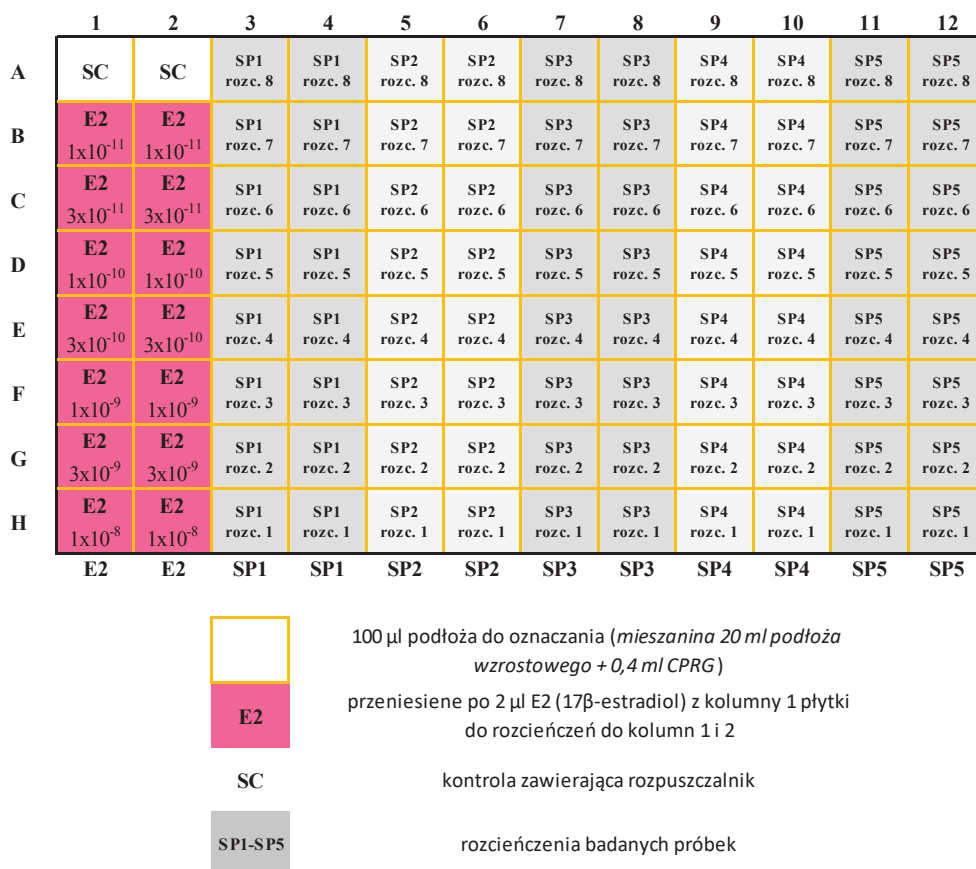 1 2 3 4 5 6 7 8 9 10 11 12
A SC SC SP1 SP1 SP2 SP2 SP3 SP3 SP4 SP4 SP5 SP5
rozc. 8 rozc. 8 rozc. 8 rozc. 8 rozc. 8 rozc. 8 rozc. 8 rozc. 8 rozc. 8 rozc. 8
B E2 E2 SP1 SP1 SP2 SP2 SP3 SP3 SP4 SP4 SP5 SP5
1x10⁻¹¹ 1x10⁻¹¹ rozc. 7 rozc. 7 rozc. 7 rozc. 7 rozc. 7 rozc. 7 rozc. 7 rozc. 7 rozc. 7 rozc. 7
C E2 E2 SP1 SP1 SP2 SP2 SP3 SP3 SP4 SP4 SP5 SP5
3x10⁻¹¹ 3x10⁻¹¹ rozc. 6 rozc. 6 rozc. 6 rozc. 6 rozc. 6 rozc. 6 rozc. 6 rozc. 6 rozc. 6 rozc. 6
D E2 E2 SP1 SP1 SP2 SP2 SP3 SP3 SP4 SP4 SP5 SP5
1x10⁻¹⁰ 1x10⁻¹⁰ rozc. 5 rozc. 5 rozc. 5 rozc. 5 rozc. 5 rozc. 5 rozc. 5 rozc. 5 rozc. 5 rozc. 5
E E2 E2 SP1 SP1 SP2 SP2 SP3 SP3 SP4 SP4 SP5 SP5
3x10⁻¹⁰ 3x10⁻¹⁰ rozc. 4 rozc. 4 rozc. 4 rozc. 4 rozc. 4 rozc. 4 rozc. 4 rozc. 4 rozc. 4 rozc. 4
F E2 E2 SP1 SP1 SP2 SP2 SP3 SP3 SP4 SP4 SP5 SP5
1x10⁻⁹ 1x10⁻⁹ rozc. 3 rozc. 3 rozc. 3 rozc. 3 rozc. 3 rozc. 3 rozc. 3 rozc. 3 rozc. 3 rozc. 3
G E2 E2 SP1 SP1 SP2 SP2 SP3 SP3 SP4 SP4 SP5 SP5
3x10⁻⁹ 3x10⁻⁹ rozc. 2 rozc. 2 rozc. 2 rozc. 2 rozc. 2 rozc. 2 rozc. 2 rozc. 2 rozc. 2 rozc. 2
H E2 E2 SP1 SP1 SP2 SP2 SP3 SP3 SP4 SP4 SP5 SP5
1x10⁻⁸ 1x10⁻⁸ rozc. 1 rozc. 1 rozc. 1 rozc. 1 rozc. 1 rozc. 1 rozc. 1 rozc. 1 rozc. 1 rozc. 1
E2 E2 SP1 SP1 SP2 SP2 SP3 SP3 SP4 SP4 SP5 SP5
100 µl podłoża do oznaczania (mieszanina 20 ml podłoża
wzrostowego + 0,4 ml CPRG)
E2 przeniesiene po 2 µl E2 (17β-estradiol) z kolumny 1 płytki
do rozcieńczeń do kolumn 1 i 2
SC kontrola zawierająca rozpuszczalnik
SP1-SP5 rozcieńczenia badanych próbek